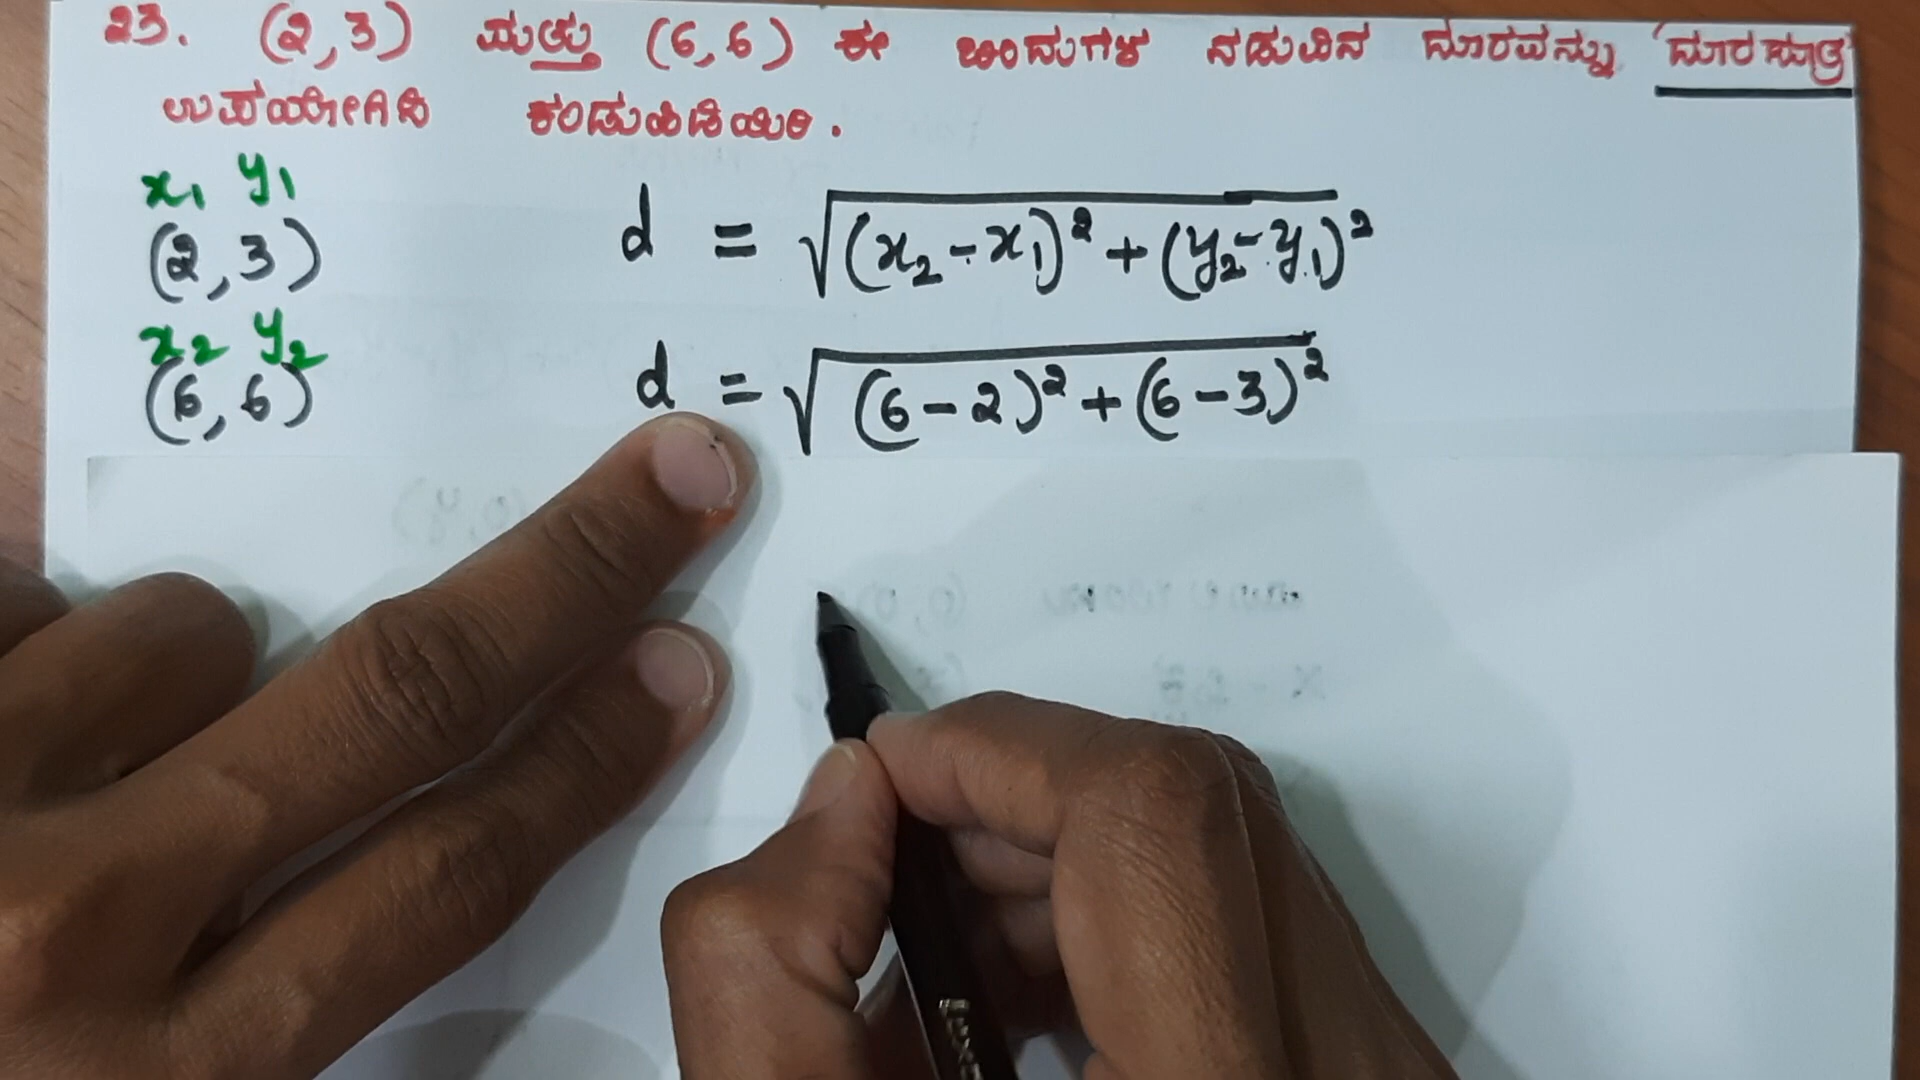 23. (2,3) ಮತ್ತು (6,6) ಈ ಬಿಂದುಗಳ ನಡುವಿನ ದೂರವನ್ನು ದೂರಸೂತ್ರ
ಉಪಯೋಗಿಸಿ ಕಂಡುಹಿಡಿಯಿರಿ.
x₁ y₁
(2,3)
d = √(x₂-x₁)² + (y₂-y₁)²
x₂ y₂
(6,6)
d = √(6-2)² + (6-3)²